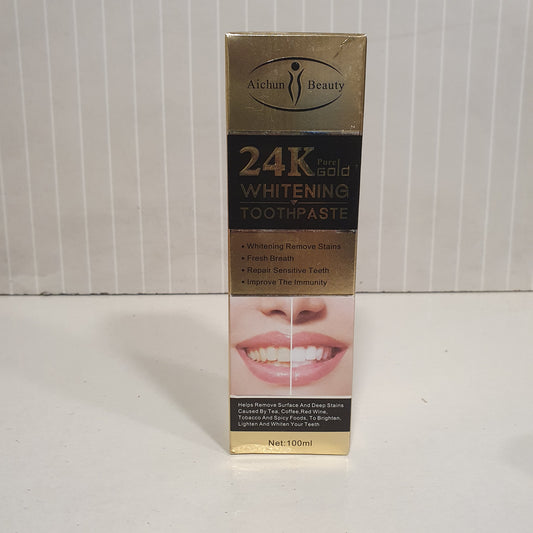 Aichun Beauty
24K Pure Gold
WHITENING
TOOTHPASTE
• Whitening Remove Stains
• Fresh Breath
• Repair Sensitive Teeth
• Improve The Immunity
Helps Remove Surface And Deep Stains
Caused By Tea, Coffee,Red Wine,
Tobacco And Spicy Foods, To Brighten,
Lighten And Whiten Your Teeth
Net:100ml